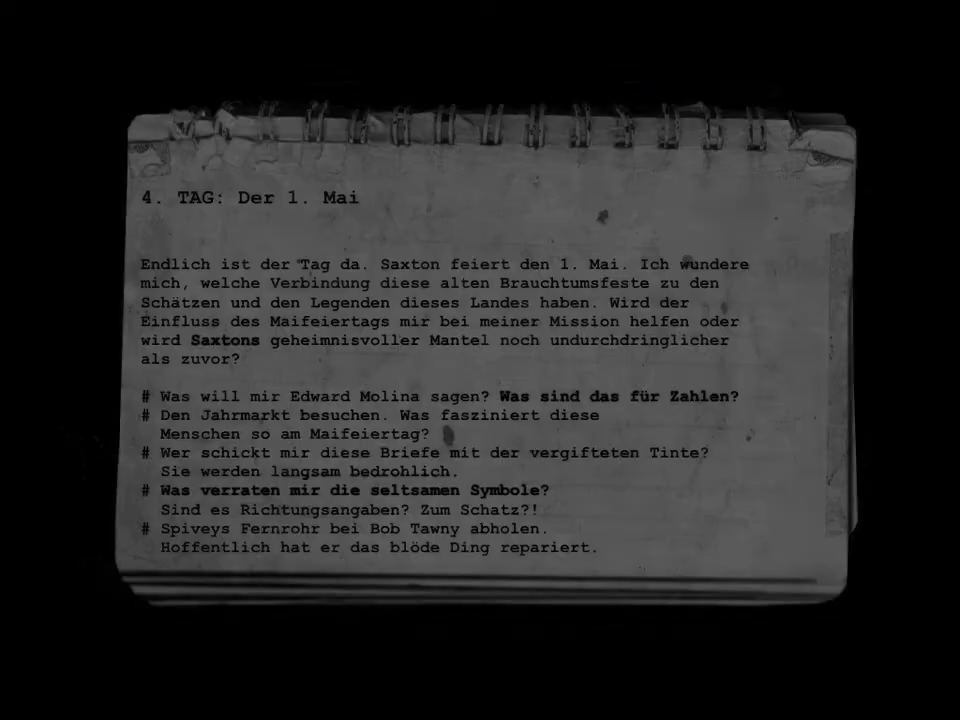 4. TAG: Der 1. Mai
Endlich ist der Tag da. Saxton feiert den 1. Mai. Ich wundere
mich, welche Verbindung diese alten Brauchtumsfeste zu den
Schätzen und den Legenden dieses Landes haben. Wird der
Einfluss des Maifeiertags mir bei meiner Mission helfen oder
wird Saxtons geheimnisvoller Mantel noch undurchdringlicher
als zuvor?
# Was will mir Edward Molina sagen? Was sind das für Zahlen?
# Den Jahrmarkt besuchen. Was fasziniert diese
Menschen so am Maifeiertag?
# Wer schickt mir diese Briefe mit der vergifteten Tinte?
Sie werden langsam bedrohlich.
# Was verraten mir die seltsamen Symbole?
Sind es Richtungsangaben? Zum Schatz?!
# Spiveys Fernrohr bei Bob Tawny abholen.
Hoffentlich hat er das blöde Ding repariert.